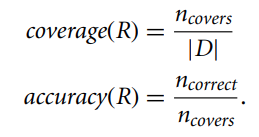 coverage(R) = n_covers / |D|
accuracy(R) = n_correct / n_covers.